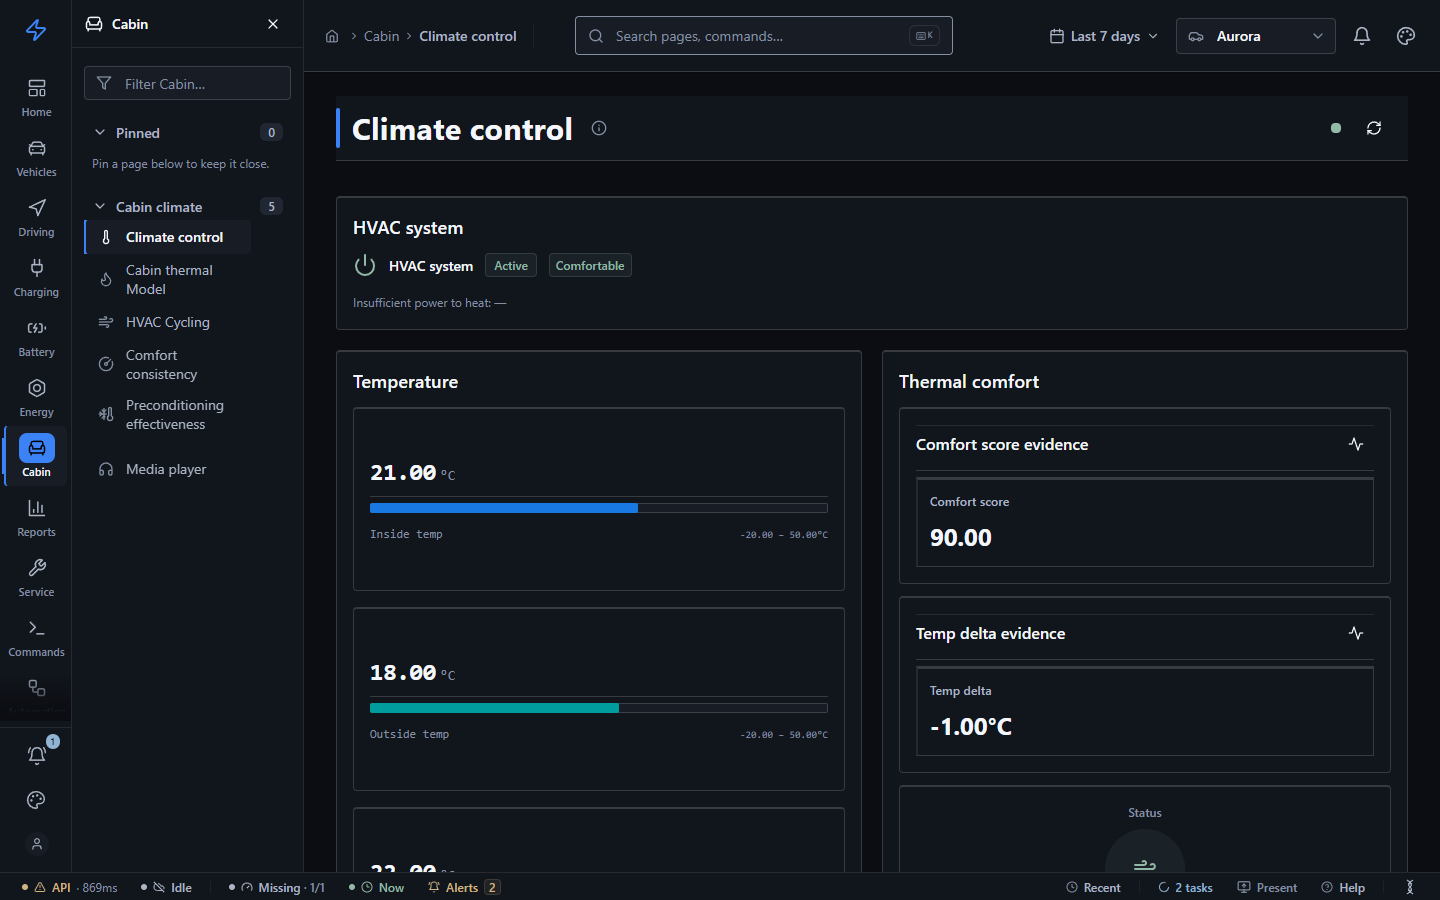 Cabin
Home
Vehicles
Driving
Charging
Battery
Energy
Cabin
Reports
Service
Commands
1
Filter Cabin...
Pinned
0
Pin a page below to keep it close.
Cabin climate
5
Climate control
Cabin thermal
Model
HVAC Cycling
Comfort
consistency
Preconditioning
effectiveness
Media player
Cabin
Climate control
Search pages, commands...
K
Last 7 days
Aurora
Climate control
HVAC system
HVAC system
Active
Comfortable
Insufficient power to heat: —
Temperature
21.00 °C
Inside temp
-20.00 – 50.00°C
18.00 °C
Outside temp
-20.00 – 50.00°C
Thermal comfort
Comfort score evidence
Comfort score
90.00
Temp delta evidence
Temp delta
-1.00°C
Status
API · 869ms
Idle
Missing · 1/1
Now
Alerts 2
Recent
2 tasks
Present
Help